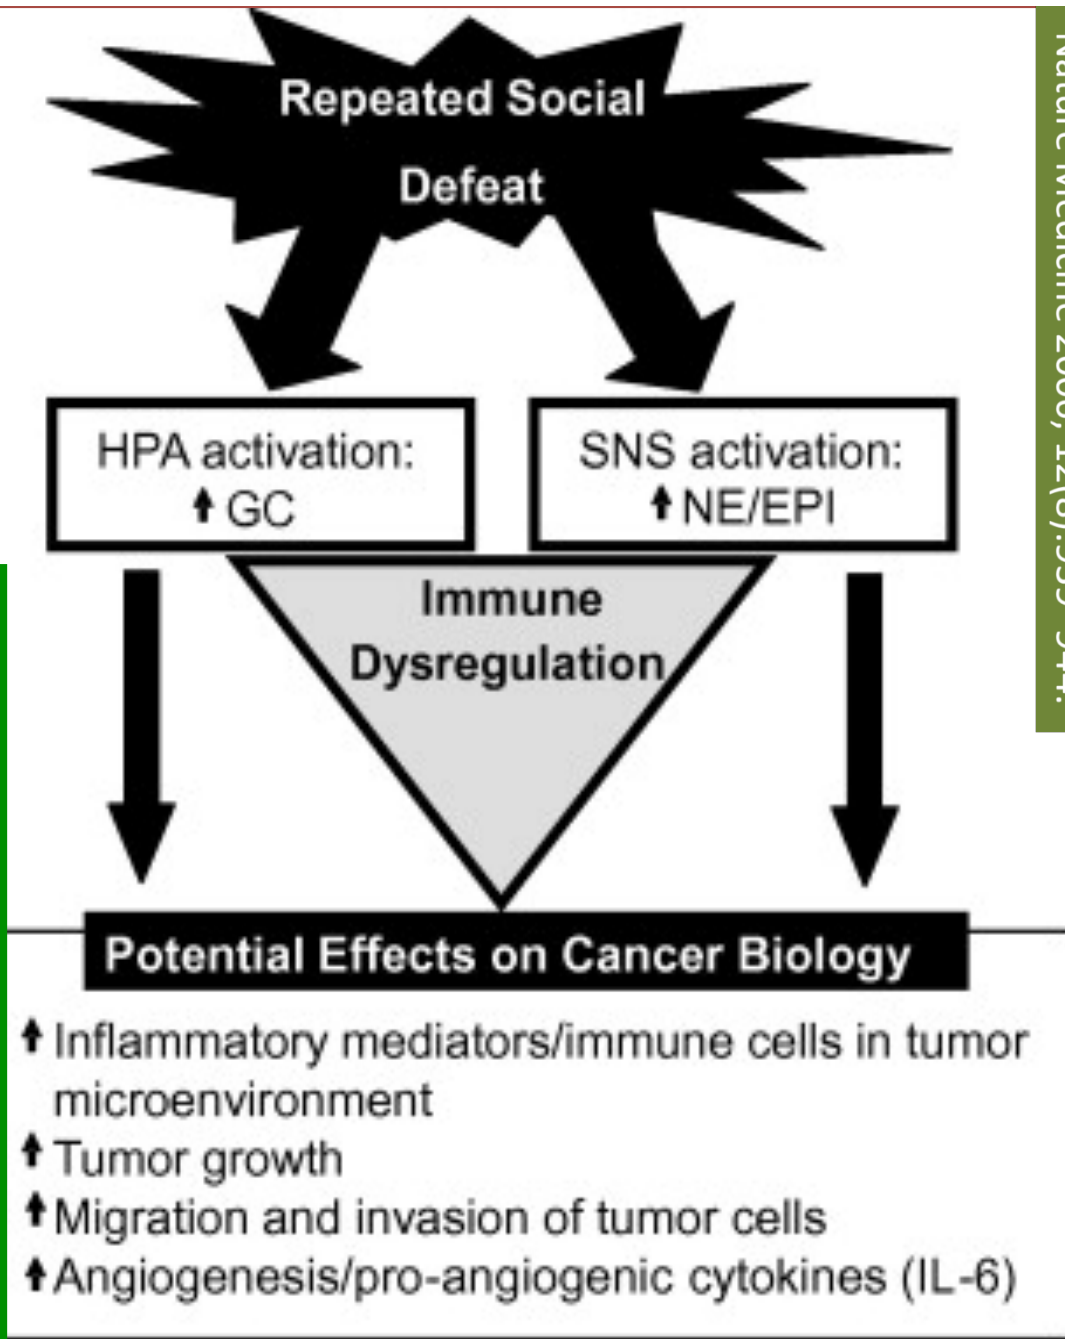 Repeated Social
Defeat
HPA activation:
⬆ GC
SNS activation:
⬆ NE/EPI
Immune
Dysregulation
Potential Effects on Cancer Biology
⬆ Inflammatory mediators/immune cells in tumor
microenvironment
⬆ Tumor growth
⬆ Migration and invasion of tumor cells
⬆ Angiogenesis/pro-angiogenic cytokines (IL-6)
Nature Medicine